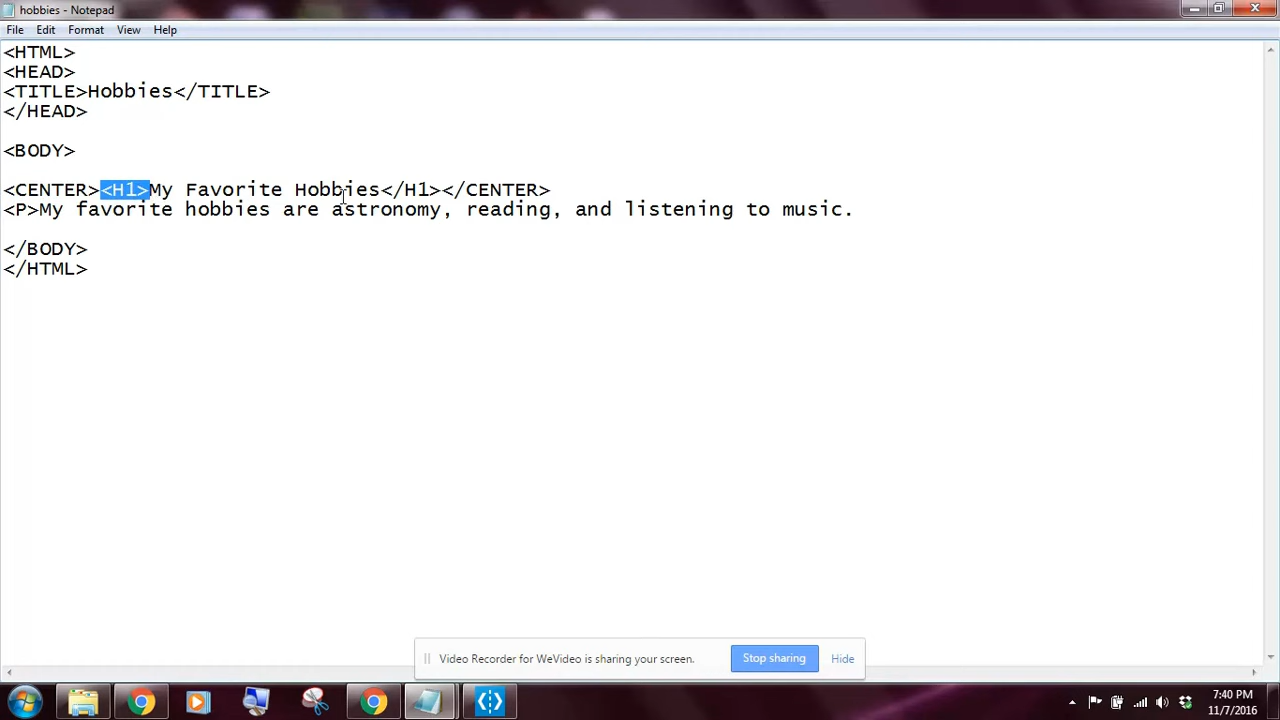 hobbies - Notepad
File Edit Format View Help
<HTML>
<HEAD>
<TITLE>Hobbies</TITLE>
</HEAD>
<BODY>
<CENTER><H1>My Favorite Hobbies</H1></CENTER>
<P>My favorite hobbies are astronomy, reading, and listening to music.
</BODY>
</HTML>
Video Recorder for WeVideo is sharing your screen. Stop sharing Hide
7:40 PM
11/7/2016